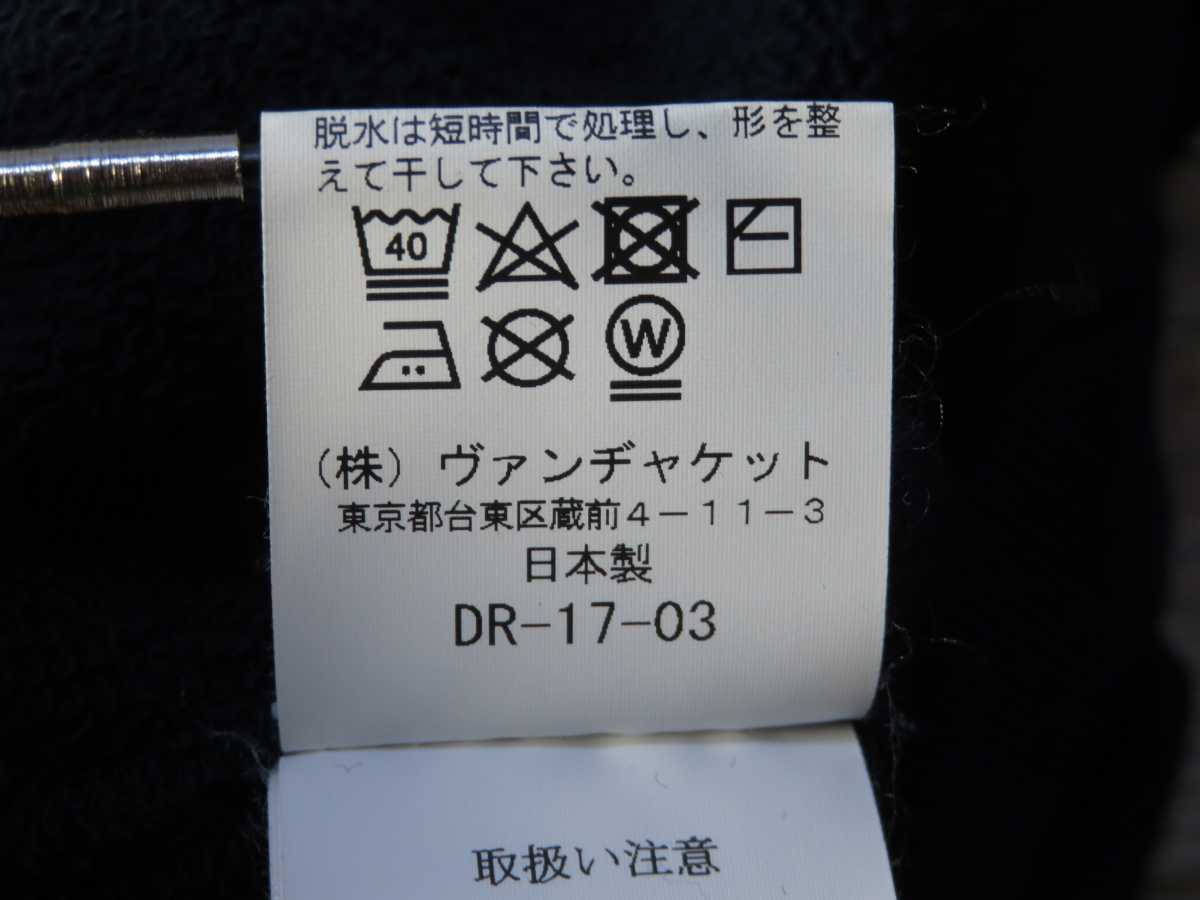 脱水は短時間で処理し、形を整
えて干して下さい。
40
W
(株) ヴァンヂャケット
東京都台東区蔵前4－11－3
日本製
DR-17-03
取扱い注意